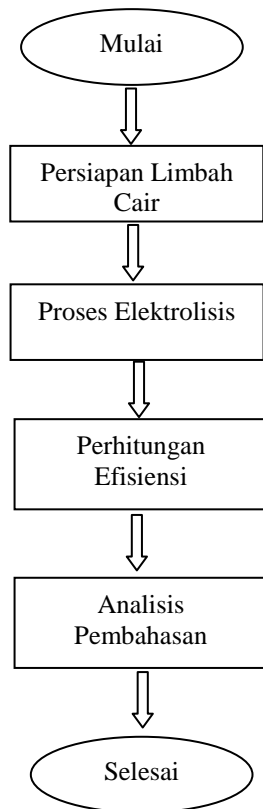 Mulai
Persiapan Limbah
Cair
Proses Elektrolisis
Perhitungan
Efisiensi
Analisis
Pembahasan
Selesai